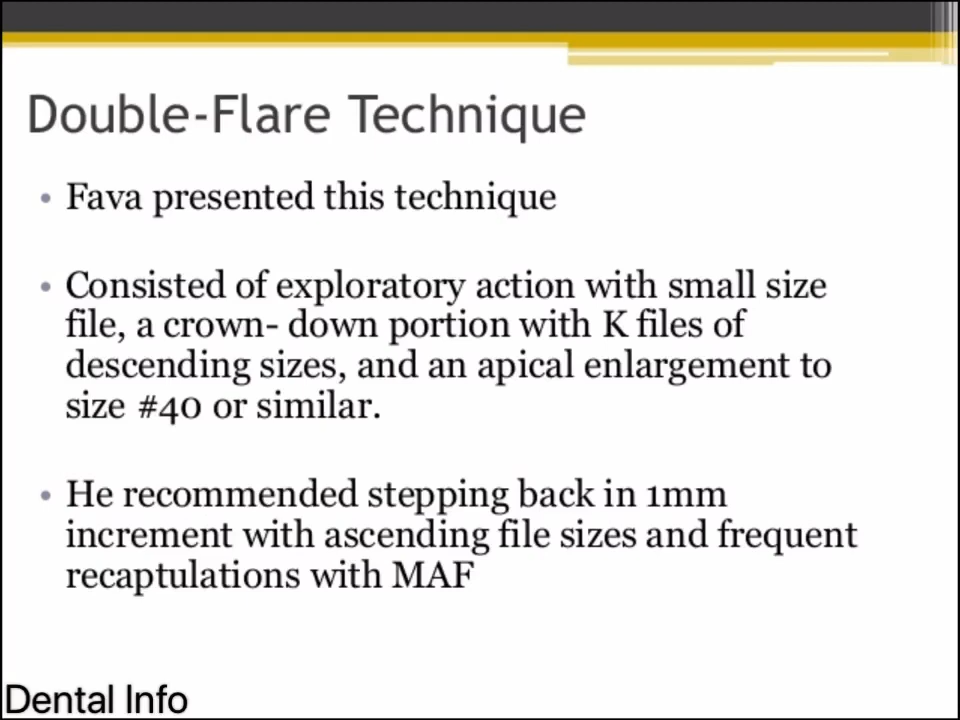 Double-Flare Technique
• Fava presented this technique
• Consisted of exploratory action with small size
file, a crown- down portion with K files of
descending sizes, and an apical enlargement to
size #40 or similar.
• He recommended stepping back in 1mm
increment with ascending file sizes and frequent
recaptulations with MAF
Dental Info